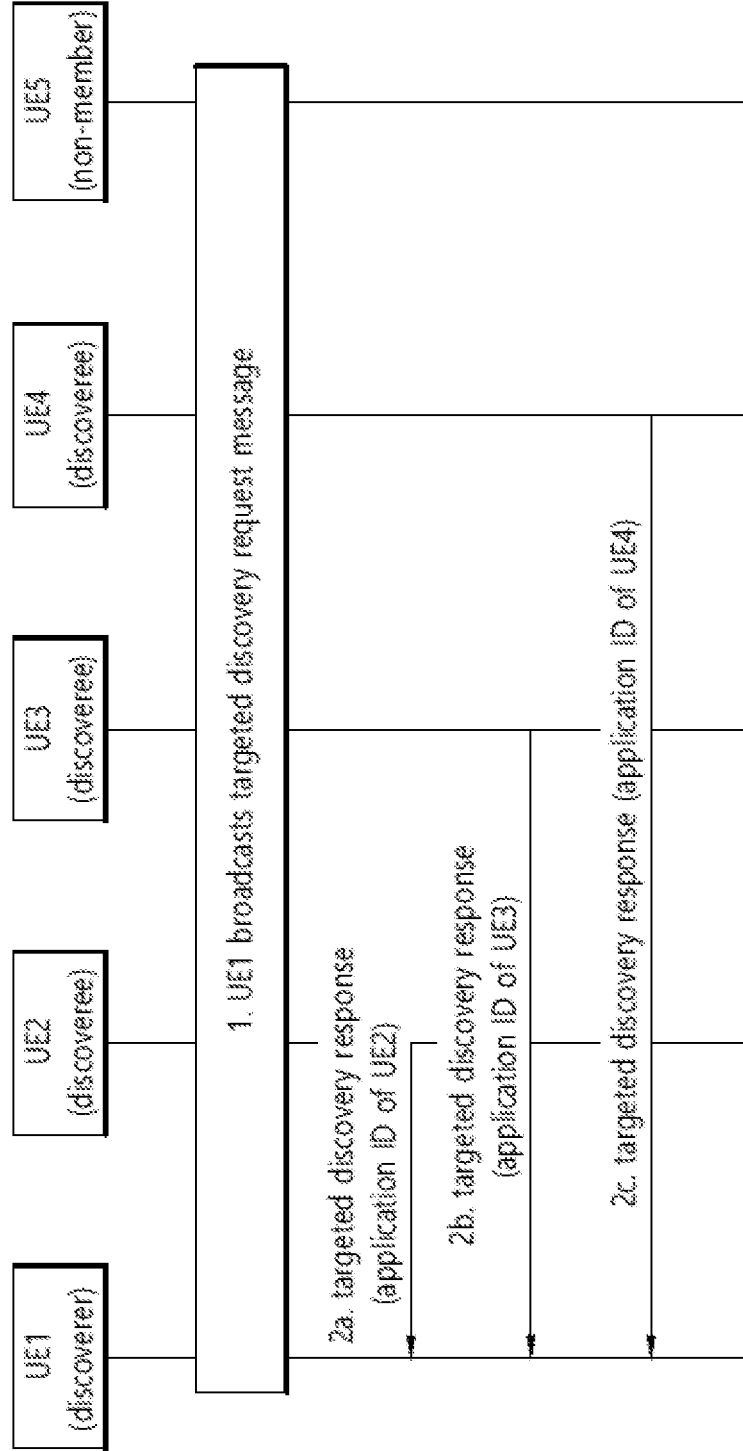 UE1
(discoverer)
UE2
(discoveree)
UE3
(discoveree)
UE4
(discoveree)
UE5
(non-member)
1. UE1 broadcasts targeted discovery request message
2a. targeted discovery response
(application ID of UE2)
2b. targeted discovery response
(application ID of UE3)
2c. targeted discovery response (application ID of UE4)